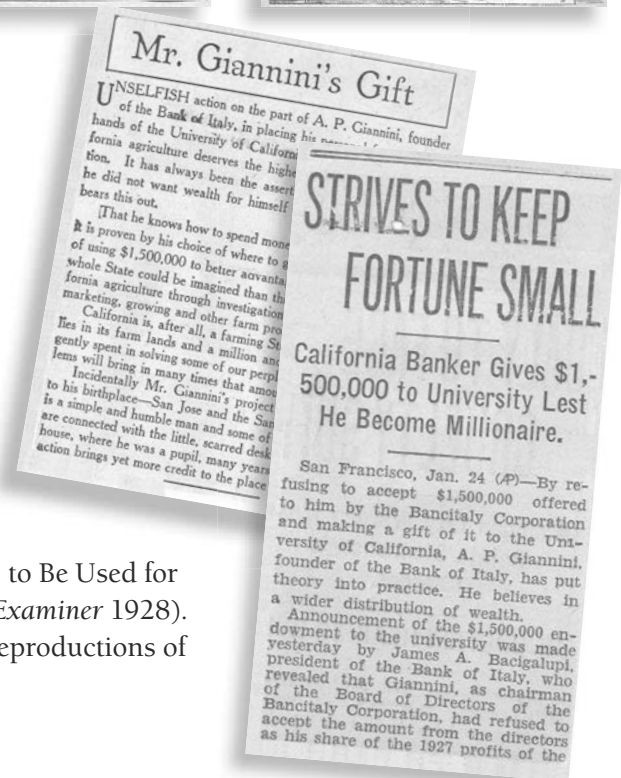 Mr. Giannini's Gift
UNSELFISH action on the part of A. P. Giannini, founder
of the Bank of Italy, in placing his
hands of the University of
fornia agriculture deserves the
tion. It has always been the
he did not want wealth for himself
bears this out.
[That he knows how to spend
It is proven by his choice of where to
of using $1,500,000 to better
whole State could be imagined than
fornia agriculture through
marketing, growing and other farm
California is, after all, a farming
lies in its farm lands and a million
gently spent in solving some of our
lems will bring in many times that
Incidentally Mr. Giannini's project
to his birthplace—San Jose and the San
is a simple and humble man and some of
are connected with the little, scarred desk
house, where he was a pupil, many years
action brings yet more credit to the place
STRIVES TO KEEP
FORTUNE SMALL
California Banker Gives $1,-
500,000 to University Lest
He Become Millionaire.
San Francisco, Jan. 24 (AP)—By re-
fusing to accept $1,500,000 offered
to him by the Bancitaly Corporation
and making a gift of it to the Uni-
versity of California, A. P. Giannini,
founder of the Bank of Italy, has put
theory into practice. He believes in
a wider distribution of wealth.
Announcement of the $1,500,000 en-
dowment to the university was made
yesterday by James A. Bacigalupi,
president of the Bank of Italy, who
revealed that Giannini, as chairman
of the Board of Directors of the
Bancitaly Corporation, had refused to
accept the amount from the directors
as his share of the 1927 profits of the
to Be Used for
Examiner 1928).
eproductions of